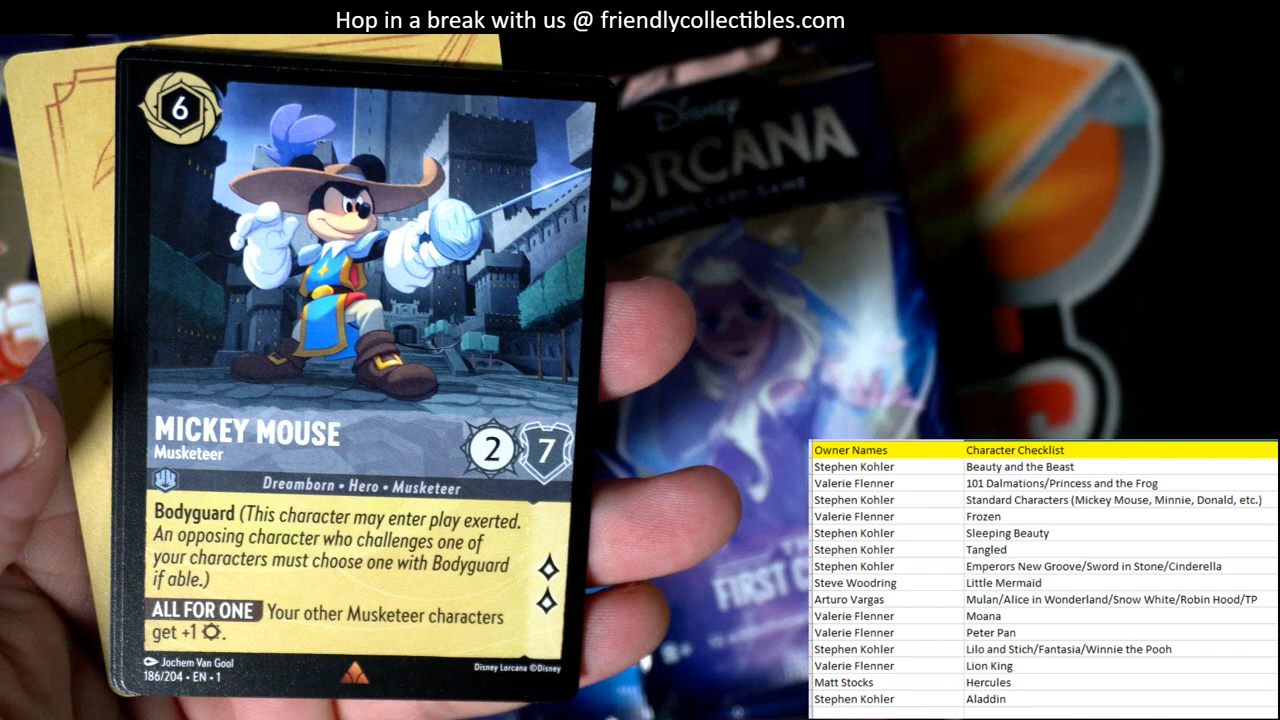 Hop in a break with us @ friendlycollectibles.com
6
MICKEY MOUSE
Musketeer
2
7
Dreamborn • Hero • Musketeer
Bodyguard (This character may enter play exerted.
An opposing character who challenges one of
your characters must choose one with Bodyguard
if able.)
ALL FOR ONE Your other Musketeer characters
get +1 .
Jochem Van Gool
186/204 • EN • 1
Disney Lorcana ©Disney
Disney
ORCANA
TRADING CARD GAME
FIRST C
8+
Owner Names Character Checklist
Stephen Kohler Beauty and the Beast
Valerie Flenner 101 Dalmations/Princess and the Frog
Stephen Kohler Standard Characters (Mickey Mouse, Minnie, Donald, etc.)
Valerie Flenner Frozen
Stephen Kohler Sleeping Beauty
Stephen Kohler Tangled
Stephen Kohler Emperors New Groove/Sword in Stone/Cinderella
Steve Woodring Little Mermaid
Arturo Vargas Mulan/Alice in Wonderland/Snow White/Robin Hood/TP
Valerie Flenner Moana
Valerie Flenner Peter Pan
Stephen Kohler Lilo and Stich/Fantasia/Winnie the Pooh
Valerie Flenner Lion King
Matt Stocks Hercules
Stephen Kohler Aladdin